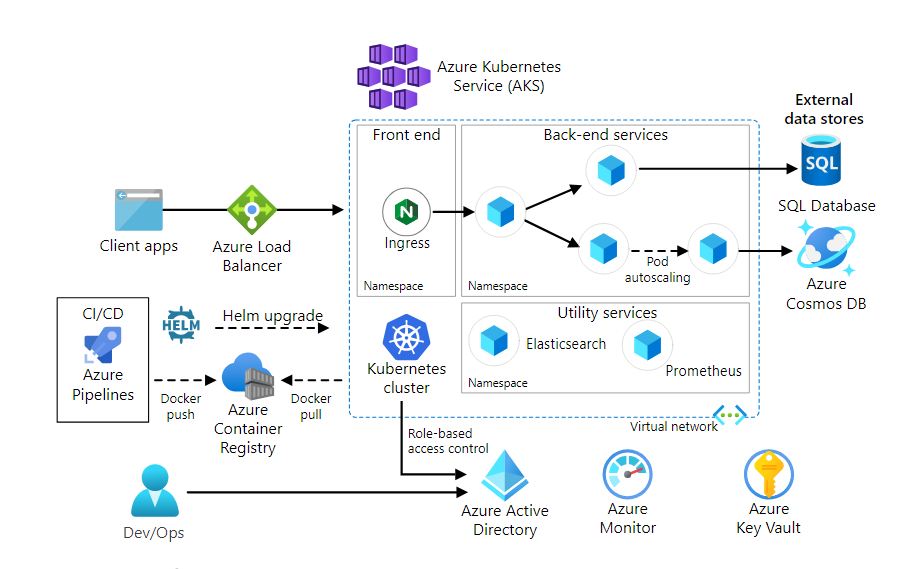 Azure Kubernetes
Service (AKS)
External
data stores
Front end
Back-end services
SQL
SQL Database
Client apps
Azure Load
Balancer
Ingress
Pod
autoscaling
Namespace
Namespace
Azure
Cosmos DB
CI/CD
Azure
Pipelines
HELM
Helm upgrade
Utility services
Elasticsearch
Prometheus
Namespace
Kubernetes
cluster
Docker
push
Azure
Container
Registry
Docker
pull
Virtual network
Role-based
access control
Dev/Ops
Azure Active
Directory
Azure
Monitor
Azure
Key Vault